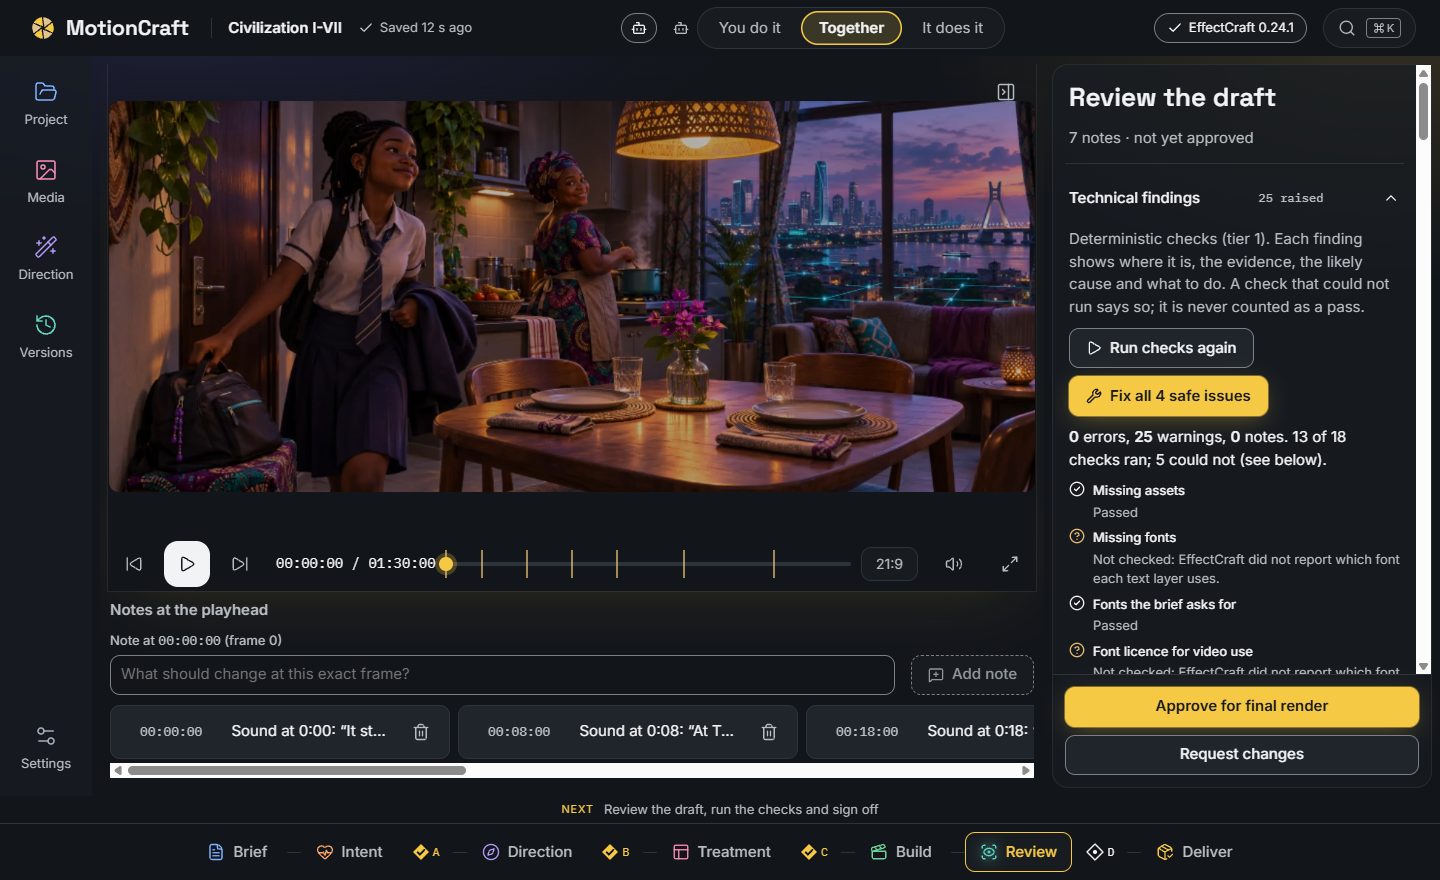 MotionCraft
Civilization I-VII
Saved 12 s ago
You do it
Together
It does it
EffectCraft 0.24.1
⌘K
Project
Media
Direction
Versions
Settings
00:00:00 / 01:30:00
21:9
Notes at the playhead
Note at 00:00:00 (frame 0)
What should change at this exact frame?
Add note
00:00:00 Sound at 0:00: “It st...
00:08:00 Sound at 0:08: “At T...
00:18:00 Sound at 0:18:
Review the draft
7 notes · not yet approved
Technical findings
25 raised
Deterministic checks (tier 1). Each finding
shows where it is, the evidence, the likely
cause and what to do. A check that could not
run says so; it is never counted as a pass.
Run checks again
Fix all 4 safe issues
0 errors, 25 warnings, 0 notes. 13 of 18
checks ran; 5 could not (see below).
Missing assets
Passed
Missing fonts
Not checked: EffectCraft did not report which font
each text layer uses.
Fonts the brief asks for
Passed
Font licence for video use
Not checked: EffectCraft did not report which font
Approve for final render
Request changes
NEXT Review the draft, run the checks and sign off
Brief
Intent
A
Direction
B
Treatment
C
Build
Review
D
Deliver